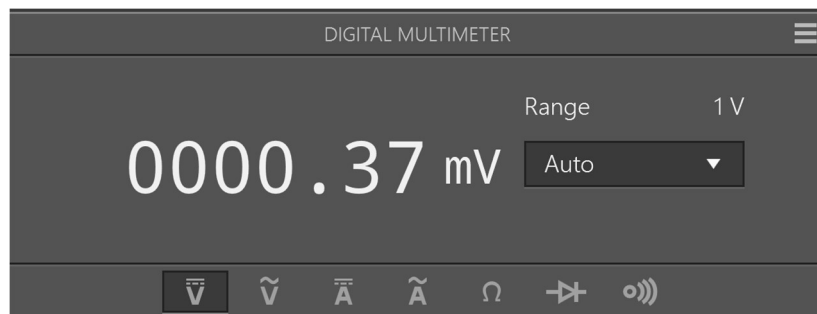 DIGITAL MULTIMETER
Range 1 V
0000.37 mV
Auto
V V A A Ω